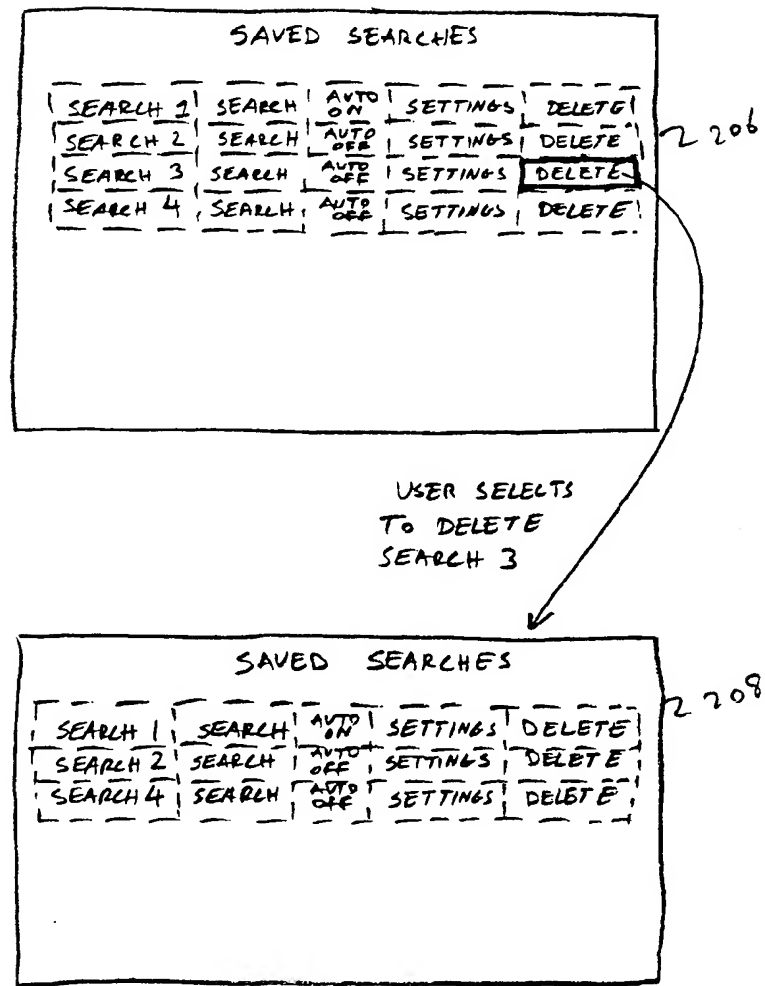 SAVED SEARCHES
SEARCH 1 SEARCH AUTO ON SETTINGS DELETE
206
SEARCH 2 SEARCH AUTO OFF SETTINGS DELETE
SEARCH 3 SEARCH AUTO OFF SETTINGS DELETE
SEARCH 4 SEARCH AUTO OFF SETTINGS DELETE
USER SELECTS
TO DELETE
SEARCH 3
SAVED SEARCHES
208
SEARCH 1 SEARCH AUTO ON SETTINGS DELETE
SEARCH 2 SEARCH AUTO OFF SETTINGS DELETE
SEARCH 4 SEARCH AUTO OFF SETTINGS DELETE